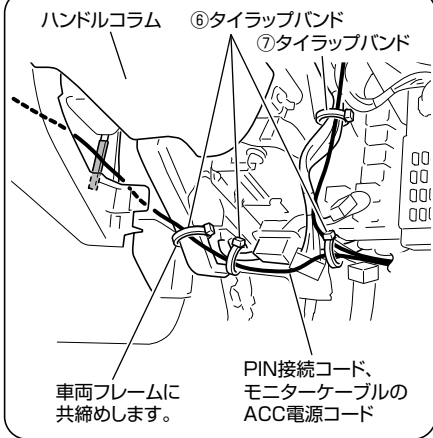 ハンドルコラム
⑥タイラップバンド
⑦タイラップバンド
車両フレームに
共締めします。
PIN接続コード、
モニターケーブルの
ACC電源コード